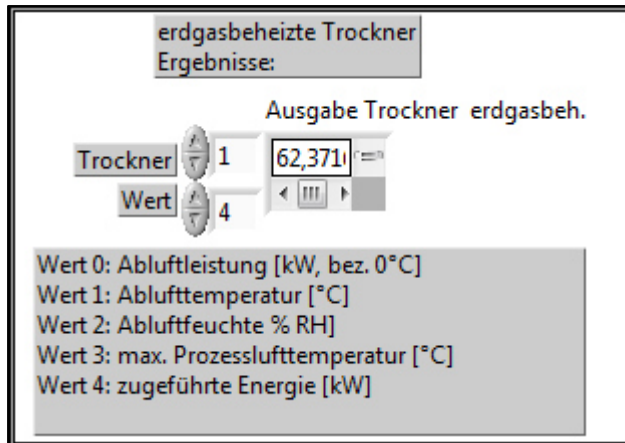 erdgasbeheizte Trockner
Ergebnisse:
Ausgabe Trockner erdgasbeh.
Trockner 1 62,371
Wert 4
Wert 0: Abluftleistung [kW, bez. 0°C]
Wert 1: Ablufttemperatur [°C]
Wert 2: Abluftfeuchte % RH]
Wert 3: max. Prozesslufttemperatur [°C]
Wert 4: zugeführte Energie [kW]